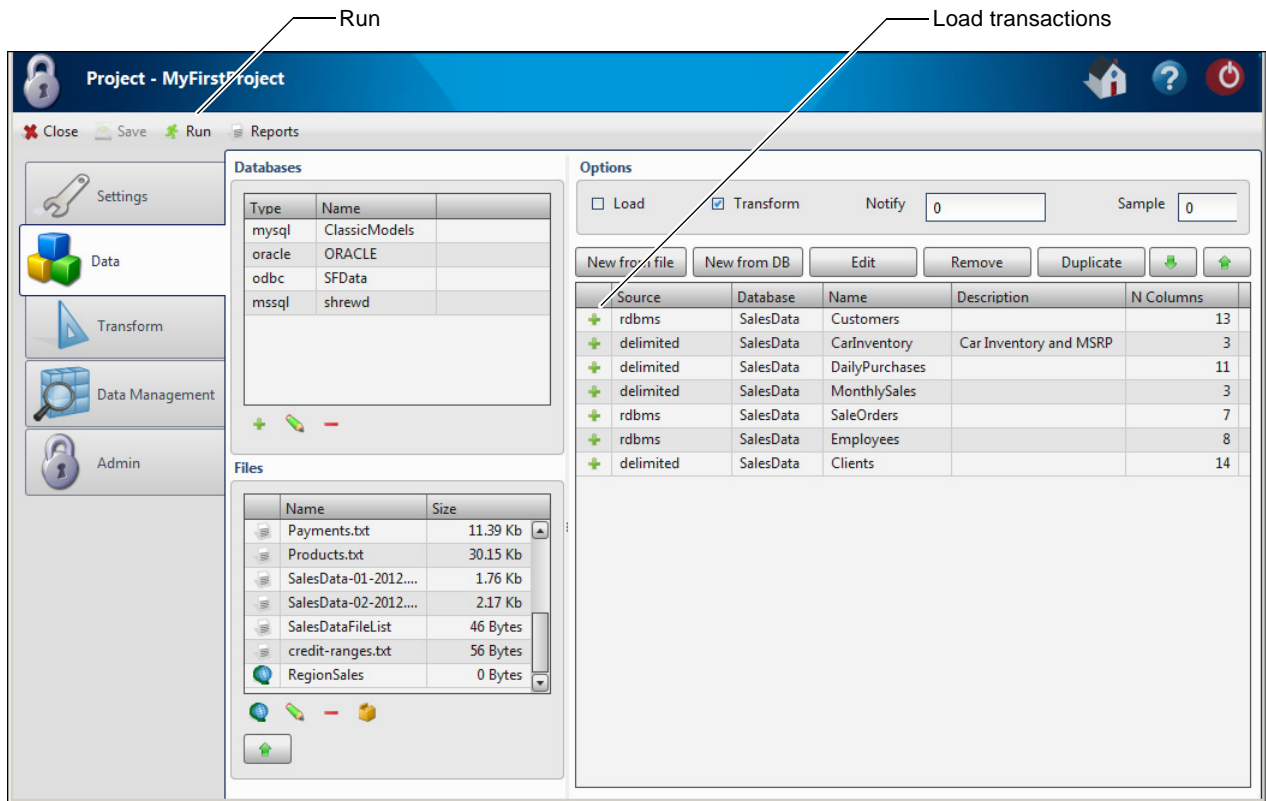 Run
Load transactions
Project - MyFirstProject
Close Save Run Reports
Settings
Data
Transform
Data Management
Admin
Databases
Type Name
mysql ClassicModels
oracle ORACLE
odbc SFData
mssql shrewd
Files
Name Size
Payments.txt 11.39 Kb
Products.txt 30.15 Kb
SalesData-01-2012.... 1.76 Kb
SalesData-02-2012.... 2.17 Kb
SalesDataFileList 46 Bytes
credit-ranges.txt 56 Bytes
RegionSales 0 Bytes
Options
Load Transform Notify 0 Sample 0
New from file New from DB Edit Remove Duplicate
Source Database Name Description N Columns
rdbms SalesData Customers 13
delimited SalesData CarInventory Car Inventory and MSRP 3
delimited SalesData DailyPurchases 11
delimited SalesData MonthlySales 3
rdbms SalesData SaleOrders 7
rdbms SalesData Employees 8
delimited SalesData Clients 14